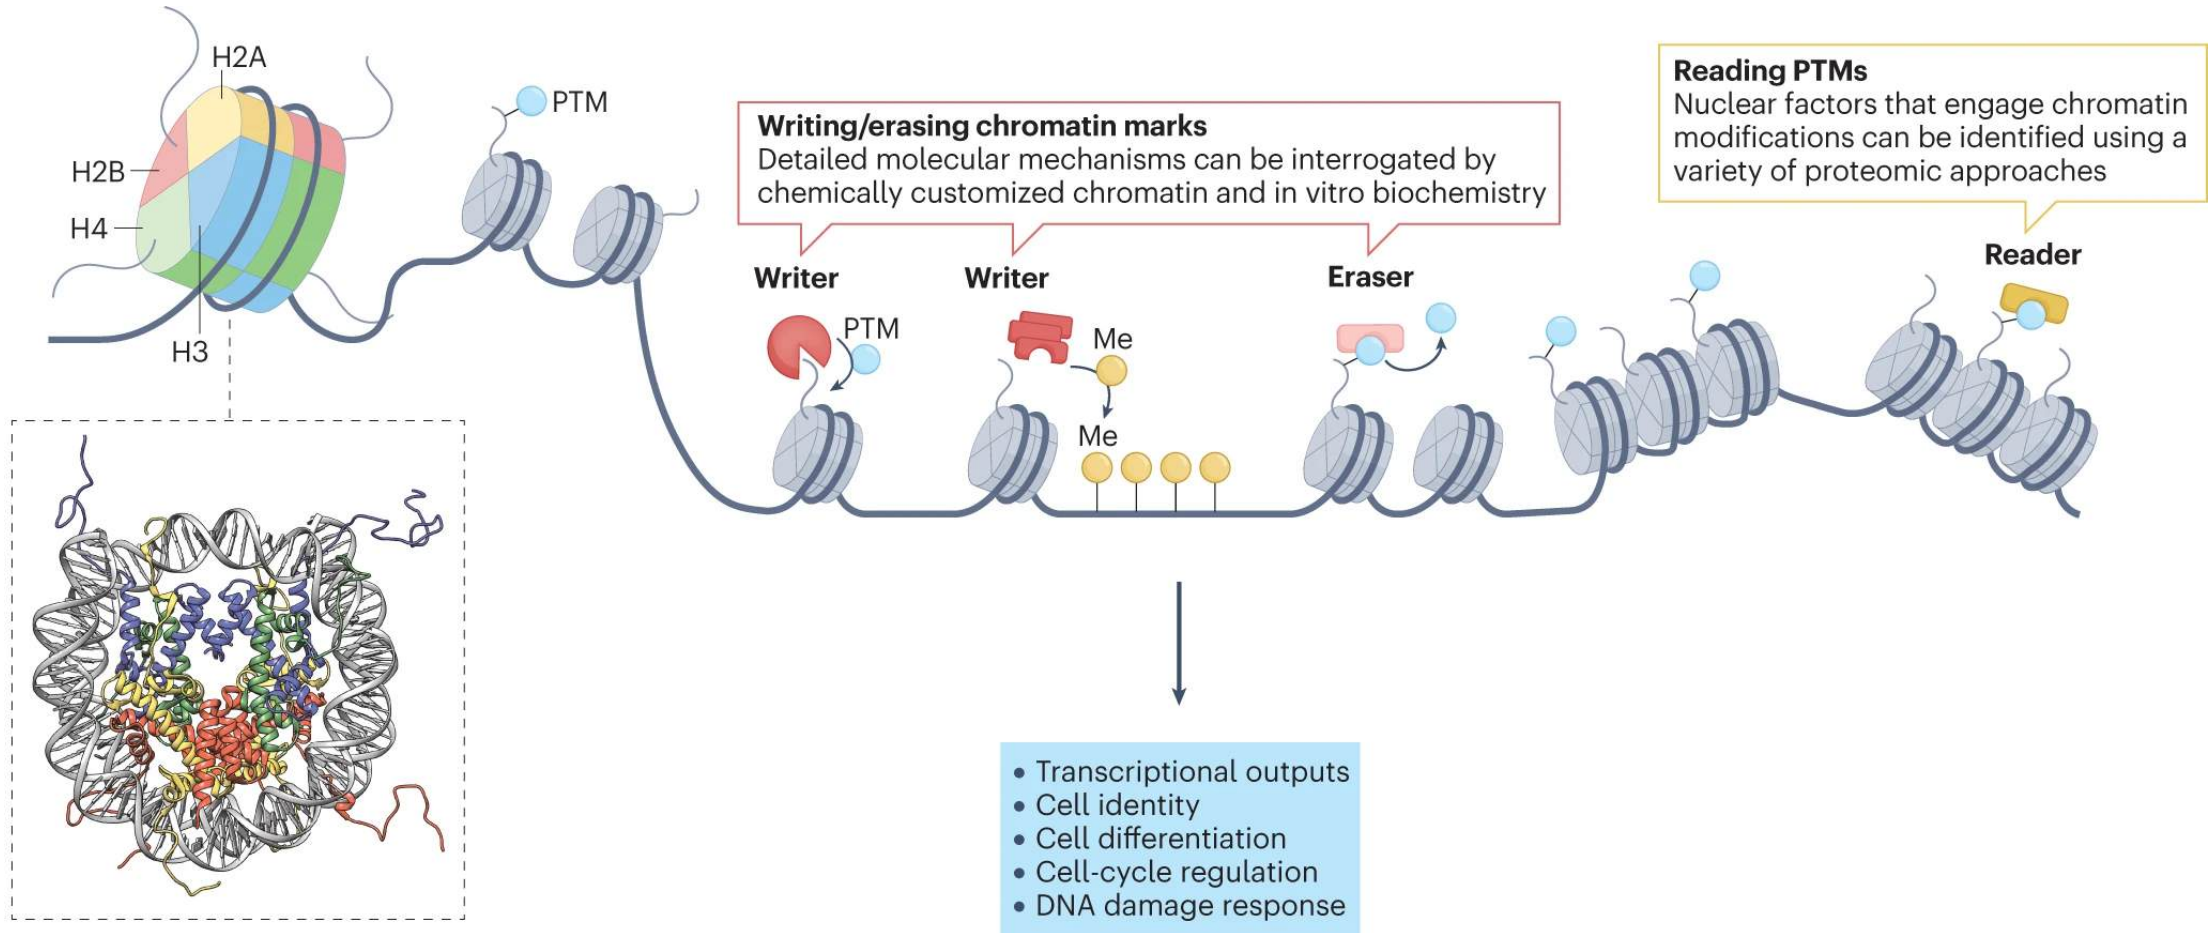 H2A
H2B
H4
H3
PTM
Writing/erasing chromatin marks
Detailed molecular mechanisms can be interrogated by
chemically customized chromatin and in vitro biochemistry
Reading PTMs
Nuclear factors that engage chromatin
modifications can be identified using a
variety of proteomic approaches
Writer
PTM
Writer
Me
Me
Eraser
Reader
• Transcriptional outputs
• Cell identity
• Cell differentiation
• Cell-cycle regulation
• DNA damage response